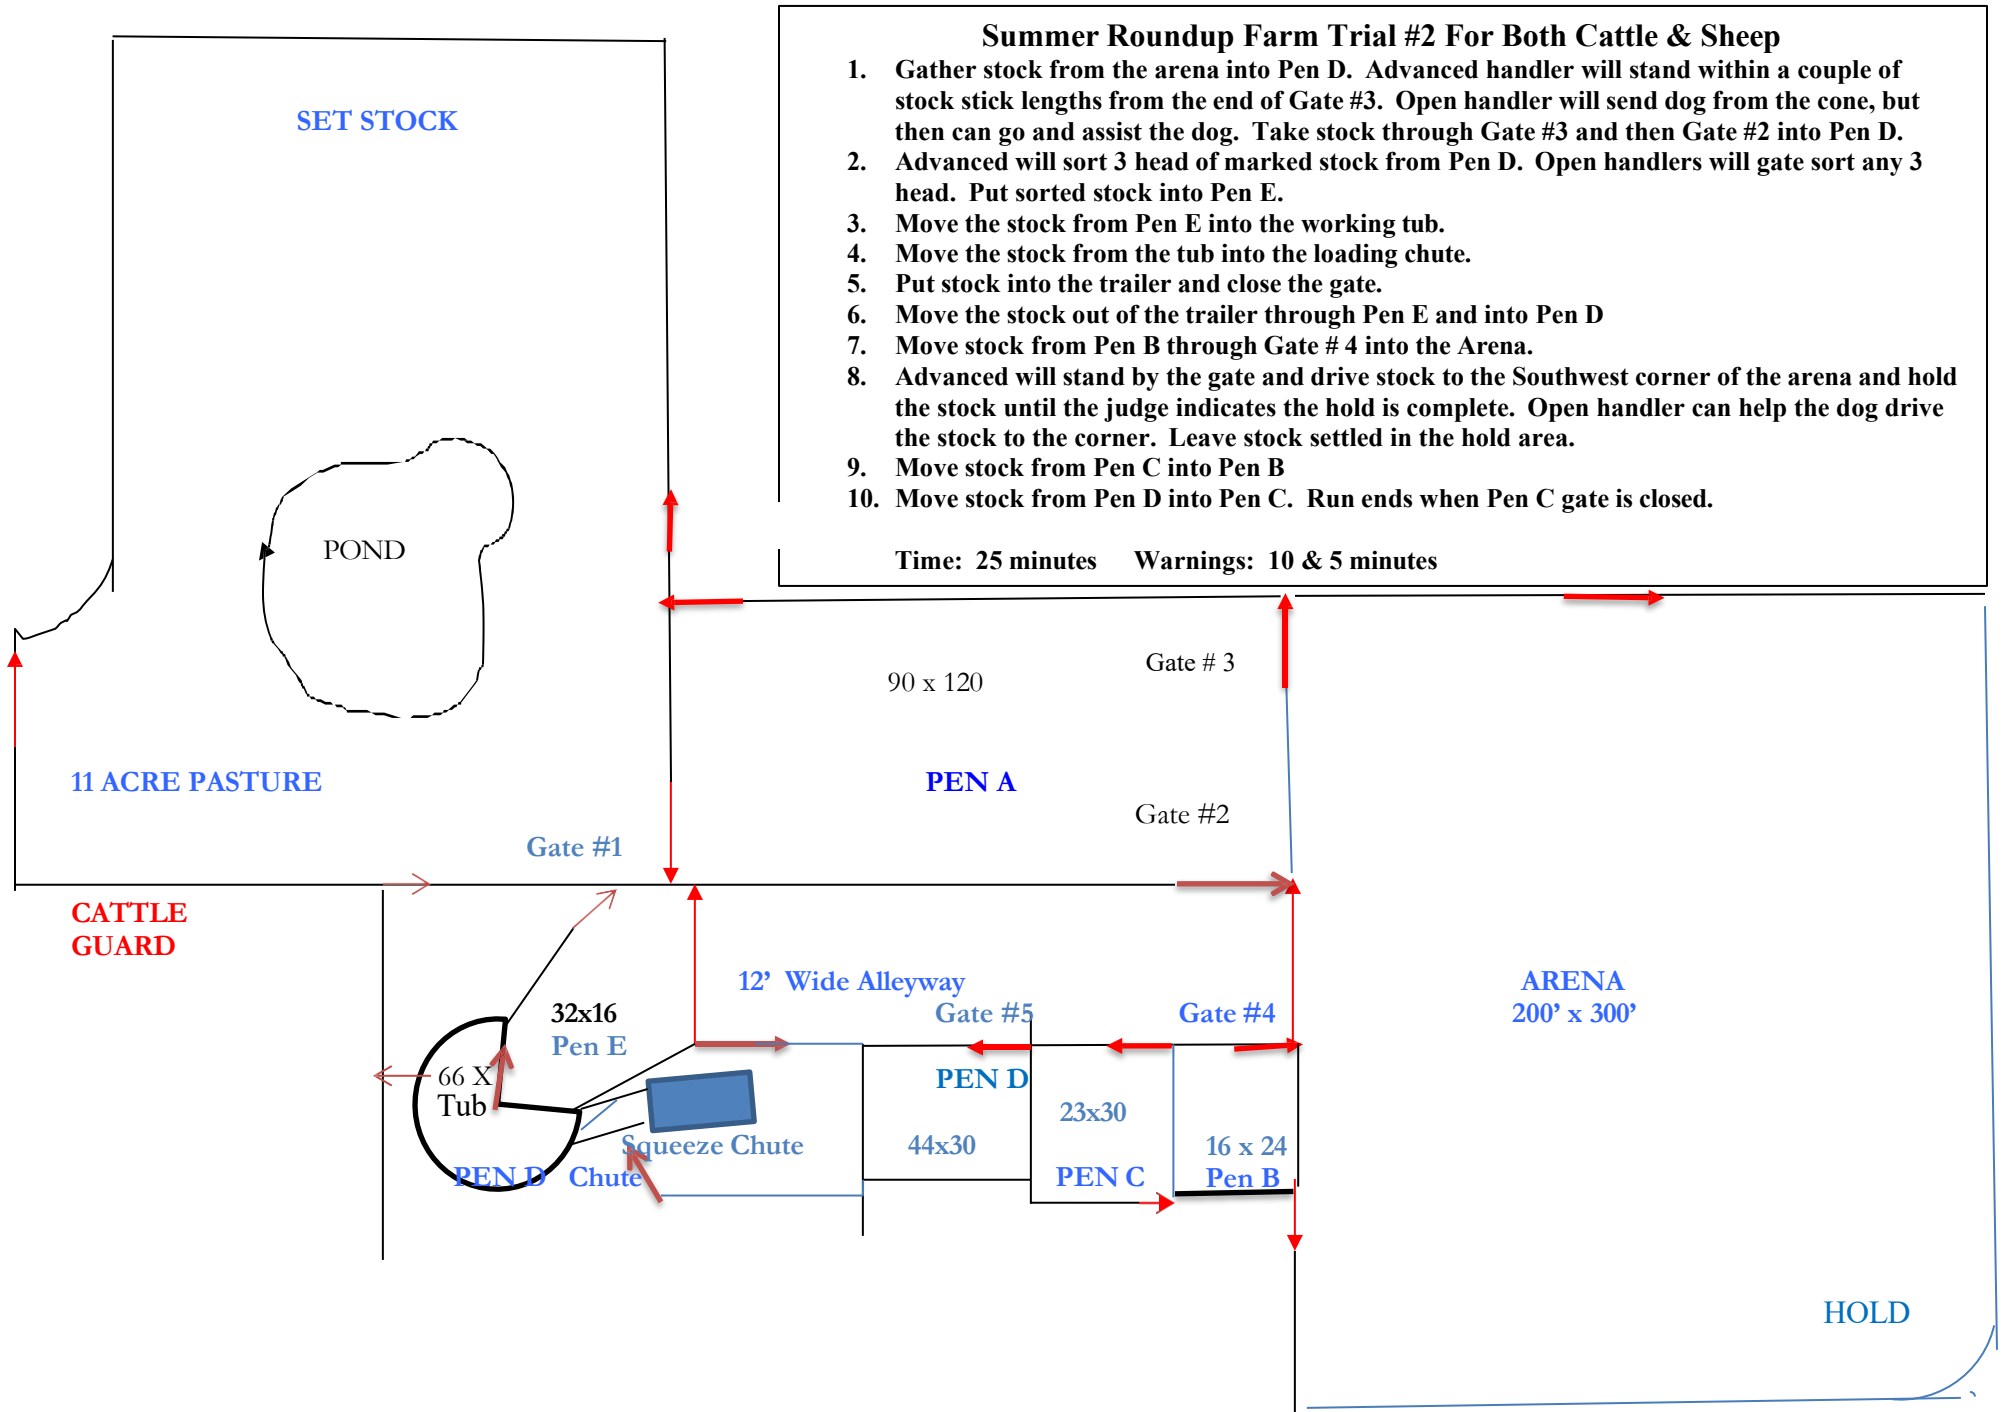 Summer Roundup Farm Trial #2 For Both Cattle & Sheep
1. Gather stock from the arena into Pen D. Advanced handler will stand within a couple of
stock stick lengths from the end of Gate #3. Open handler will send dog from the cone, but
then can go and assist the dog. Take stock through Gate #3 and then Gate #2 into Pen D.
2. Advanced will sort 3 head of marked stock from Pen D. Open handlers will gate sort any 3
head. Put sorted stock into Pen E.
3. Move the stock from Pen E into the working tub.
4. Move the stock from the tub into the loading chute.
5. Put stock into the trailer and close the gate.
6. Move the stock out of the trailer through Pen E and into Pen D
7. Move stock from Pen B through Gate # 4 into the Arena.
8. Advanced will stand by the gate and drive stock to the Southwest corner of the arena and hold
the stock until the judge indicates the hold is complete. Open handler can help the dog drive
the stock to the corner. Leave stock settled in the hold area.
9. Move stock from Pen C into Pen B
10. Move stock from Pen D into Pen C. Run ends when Pen C gate is closed.
Time: 25 minutes Warnings: 10 & 5 minutes
SET STOCK
POND
Gate # 3
90 x 120
11 ACRE PASTURE
PEN A
Gate #2
Gate #1
CATTLE
GUARD
12’ Wide Alleyway
ARENA
200’ x 300’
32x16
Pen E
Gate #5
Gate #4
66 X
Tub
PEN D
23x30
Squeeze Chute
44x30
16 x 24
PEN D Chute
PEN C
Pen B
HOLD